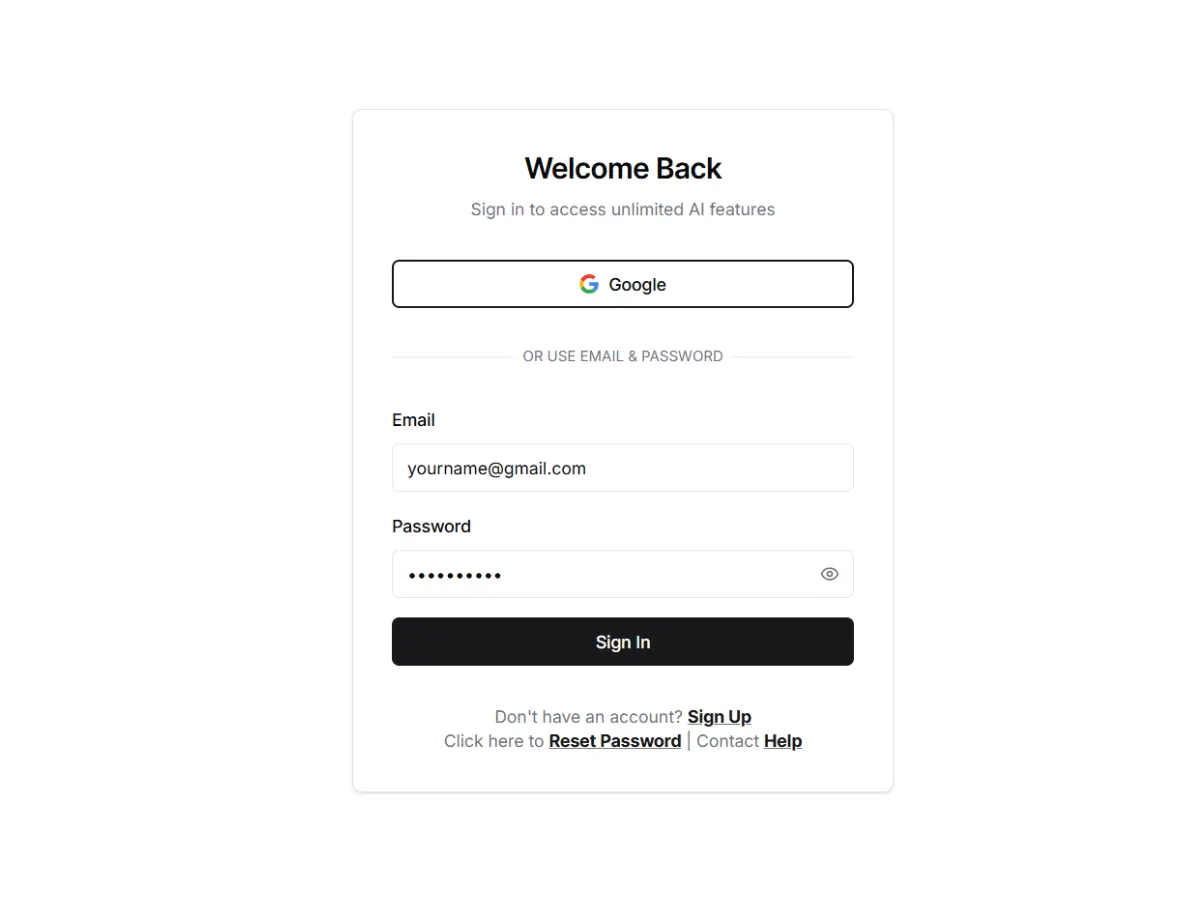 Welcome Back
Sign in to access unlimited AI features
Google
OR USE EMAIL & PASSWORD
Email
yourname@gmail.com
Password
••••••••••
Sign In
Don't have an account? Sign Up
Click here to Reset Password | Contact Help